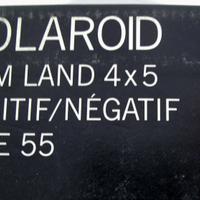 OLAROID
M LAND 4x5
ITIF/NÉGATIF
E 55